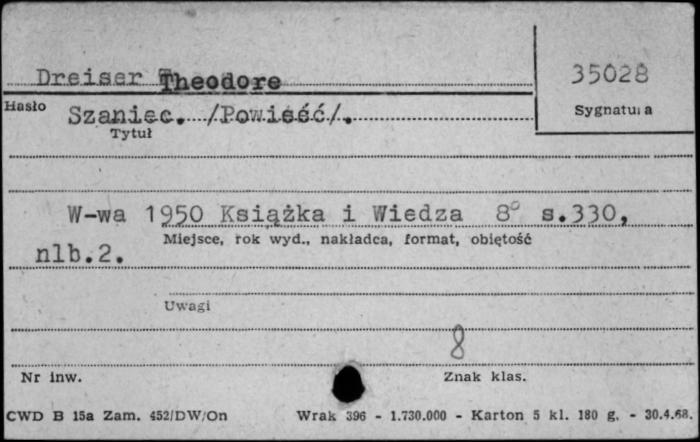 Dreiser Theodore
35028
Hasło
Szaniec. /Powieść/.
Sygnatura
Tytuł
W-wa 1950 Książka i Wiedza 8° s.330,
Miejsce, rok wyd., nakładca, format, obiętość
nlb.2.
Uwagi
8
Nr inw.
Znak klas.
CWD B 15a Zam. 452/DW/On Wrak 396 - 1.730.000 - Karton 5 kl. 180 g. - 30.4.68.